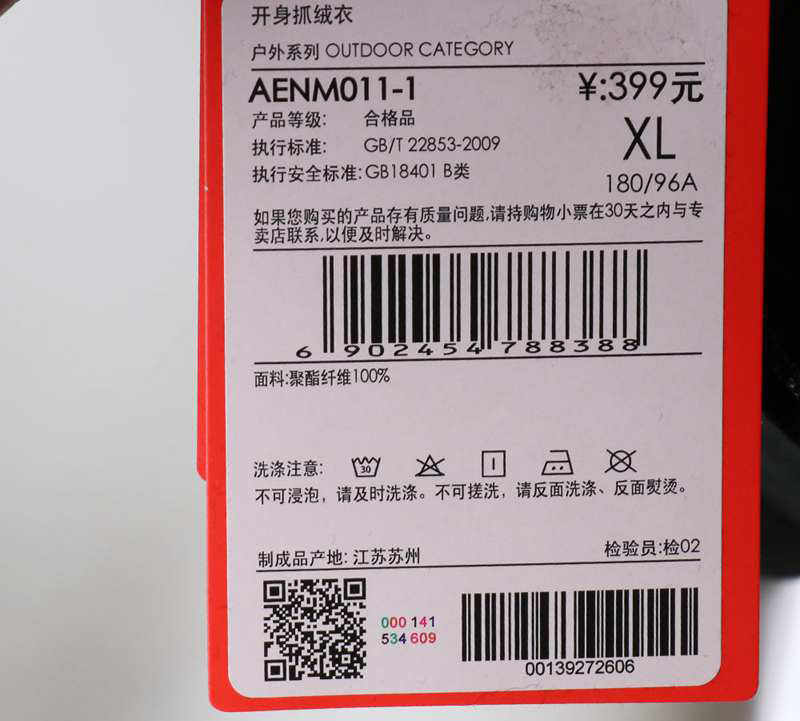 开身抓绒衣
户外系列 OUTDOOR CATEGORY
AENM011-1 ¥:399元
产品等级: 合格品
XL
执行标准: GB/T 22853-2009
执行安全标准:GB18401 B类
180/96A
如果您购买的产品存有质量问题,请持购物小票在30天之内与专
卖店联系,以便及时解决。
6 902454 788388
面料:聚酯纤维100%
洗涤注意: 30
不可浸泡，请及时洗涤。不可搓洗，请反面洗涤、反面熨烫。
制成品产地: 江苏苏州 检验员:检02
000 141
534 609
00139272606